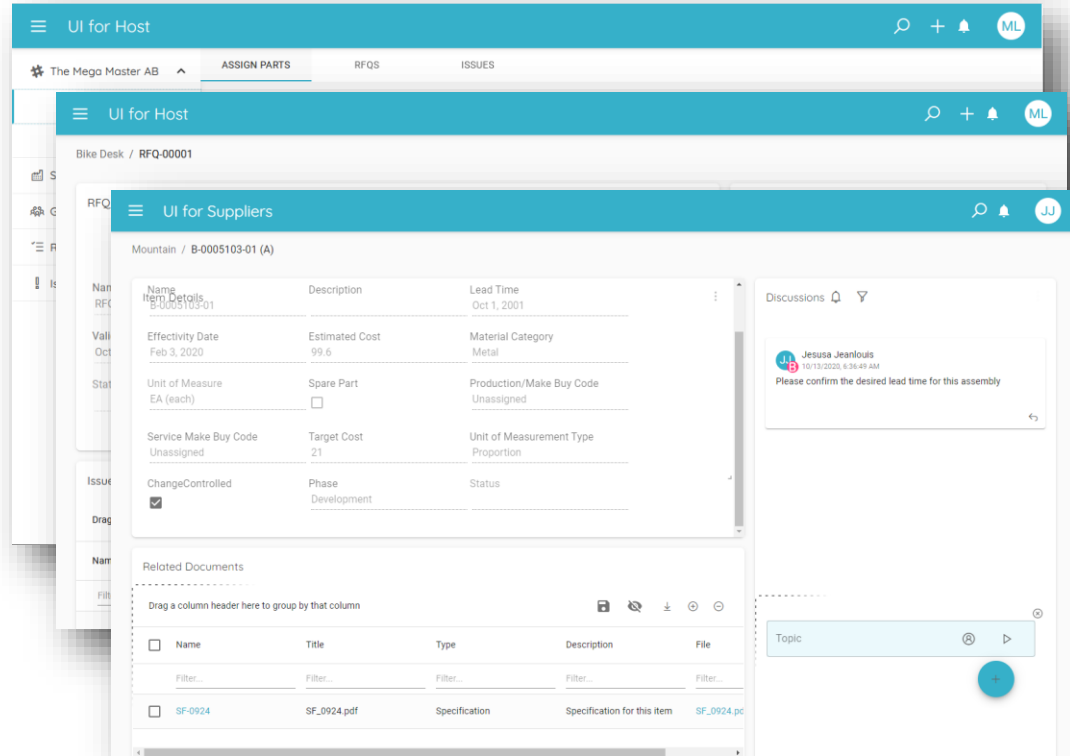 UI for Host
ML
The Mega Master AB
ASSIGN PARTS
RFQS
ISSUES
UI for Host
ML
Bike Desk / RFQ-00001
RFQ
UI for Suppliers
JJ
Mountain / B-0005103-01 (A)
Item Details
Name
Description
Lead Time
B-0005103-01
Oct 1, 2001
Effectivity Date
Estimated Cost
Material Category
Feb 3, 2020
99.6
Metal
Unit of Measure
Spare Part
Production/Make Buy Code
EA (each)
Unassigned
Service Make Buy Code
Target Cost
Unit of Measurement Type
Unassigned
21
Proportion
ChangeControlled
Phase
Status
Development
Discussions
JJ
B
Jesusa Jeanlouis
10/13/2020, 6:36:49 AM
Please confirm the desired lead time for this assembly
Related Documents
Drag a column header here to group by that column
Name
Title
Type
Description
File
Filter...
Filter...
Filter...
Filter...
Filter...
SF-0924
SF_0924.pdf
Specification
Specification for this item
SF_0924.pd
Topic